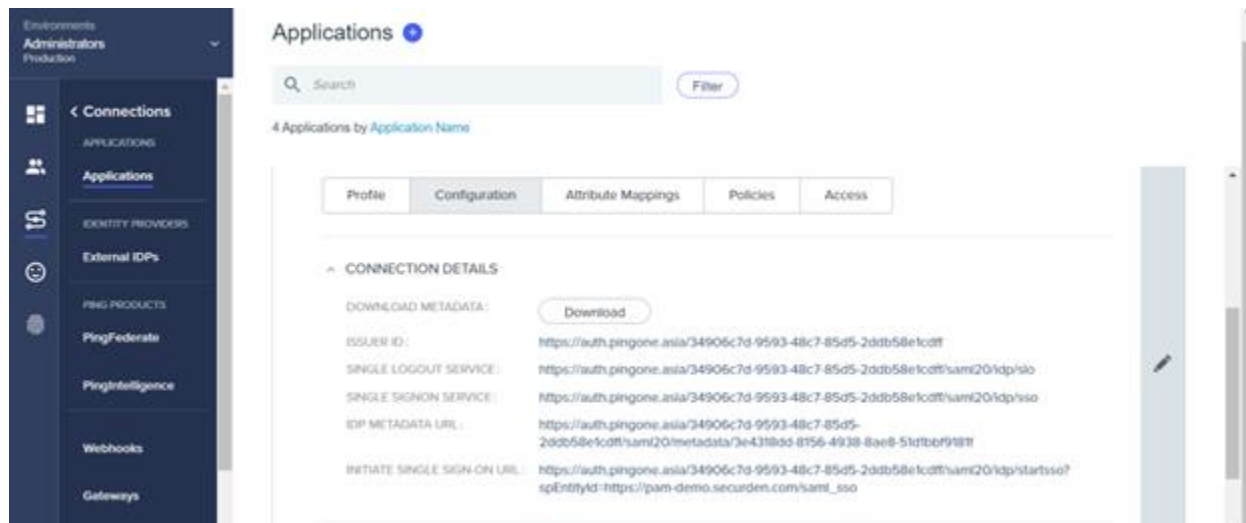 Environments
Administrators
Production
Connections
APPLICATIONS
Applications
IDENTITY PROVIDERS
External IDPs
PING PRODUCTS
PingFederate
PingIntelligence
Webhooks
Gateways
Applications
Search
Filter
4 Applications by Application Name
Profile
Configuration
Attribute Mappings
Policies
Access
CONNECTION DETAILS
DOWNLOAD METADATA:
Download
ISSUER ID:
https://auth.pingone.asia/34906c7d-9593-48c7-85d5-2ddb58e1cdff
SINGLE LOGOUT SERVICE:
https://auth.pingone.asia/34906c7d-9593-48c7-85d5-2ddb58e1cdff/saml20/idp/slo
SINGLE SIGNON SERVICE:
https://auth.pingone.asia/34906c7d-9593-48c7-85d5-2ddb58e1cdff/saml20/idp/sso
IDP METADATA URL:
https://auth.pingone.asia/34906c7d-9593-48c7-85d5-
2ddb58e1cdff/saml20/metadata/3e4318dd-8156-4938-8ae8-51d1bbf9181f
INITIATE SINGLE SIGN-ON URL:
https://auth.pingone.asia/34906c7d-9593-48c7-85d5-2ddb58e1cdff/saml20/idp/startsso?
spEntityId=https://pam-demo.securden.com/saml_sso